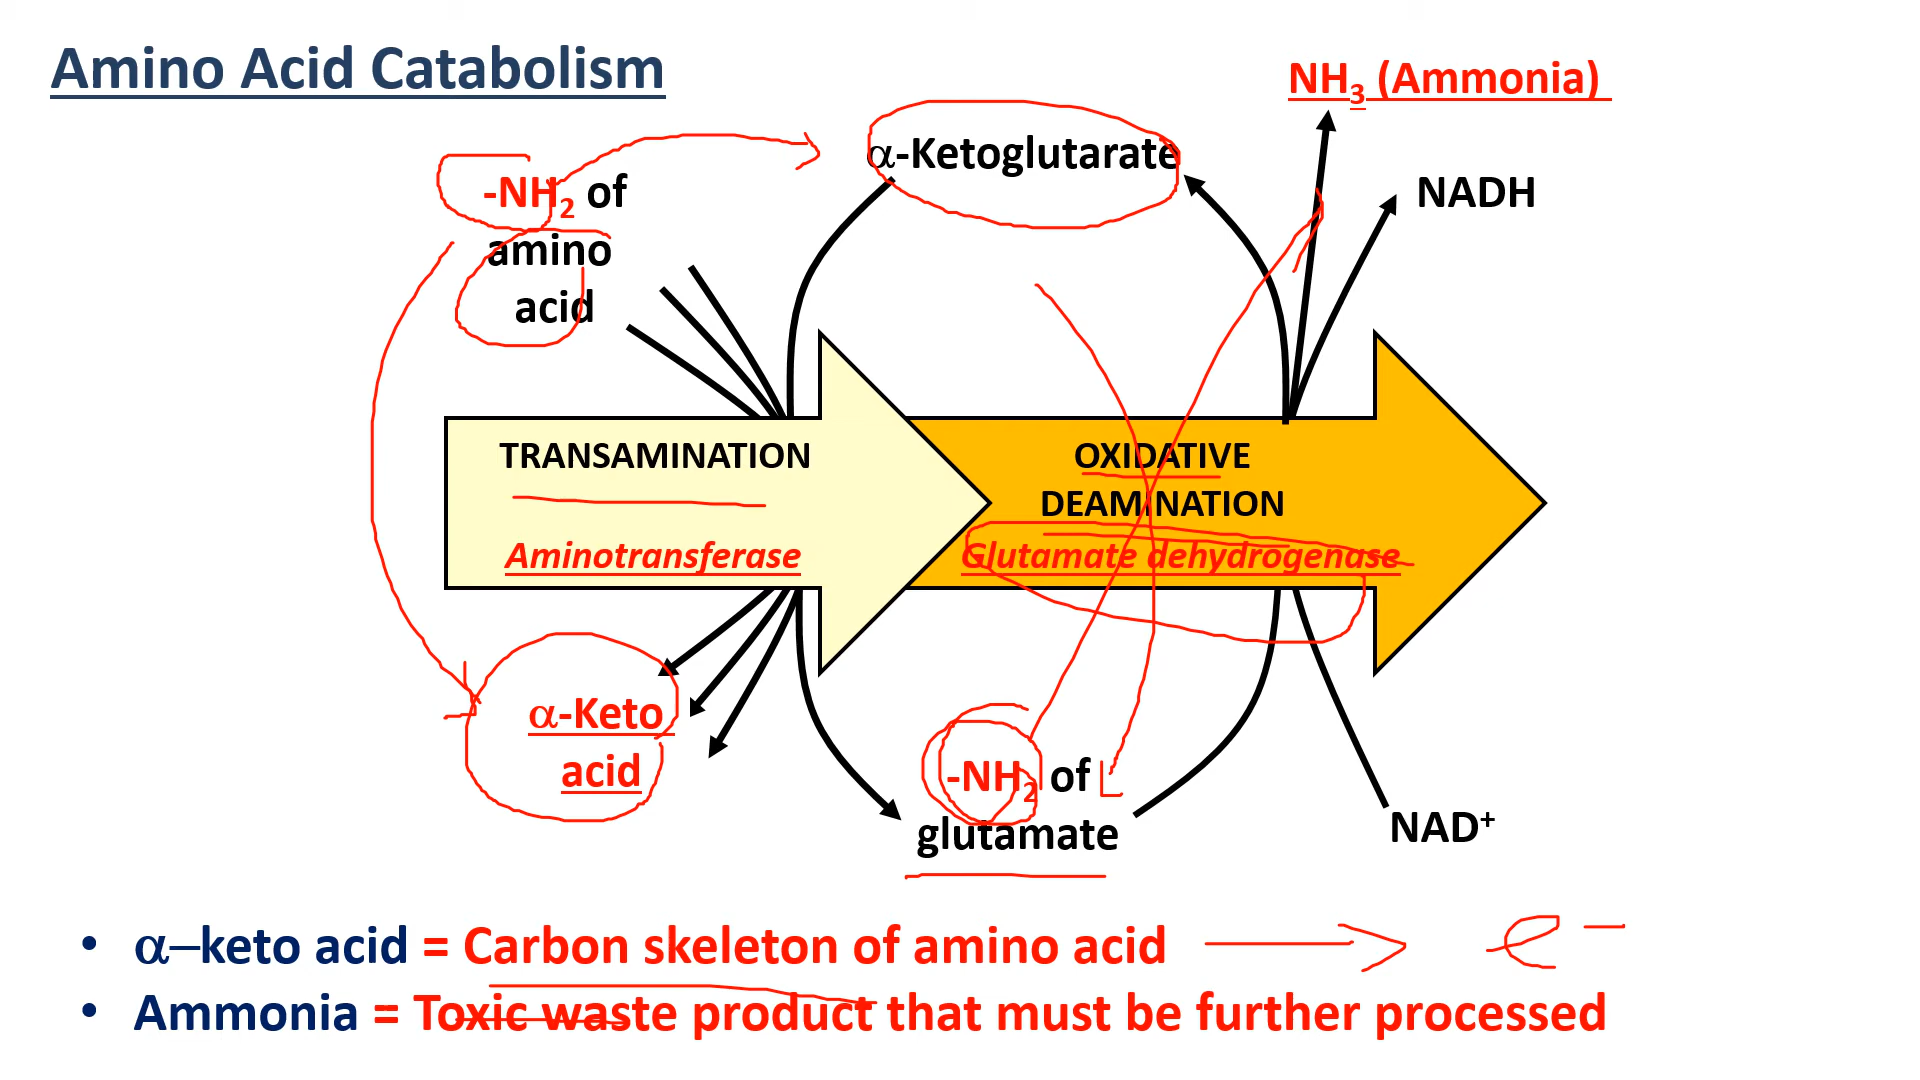 Amino Acid Catabolism
NH₃ (Ammonia)
α-Ketoglutarate
-NH₂ of
amino
acid
NADH
TRANSAMINATION
Aminotransferase
OXIDATIVE
DEAMINATION
Glutamate dehydrogenase
α-Keto
acid
-NH₂ of
glutamate
NAD⁺
• α–keto acid = Carbon skeleton of amino acid e⁻
• Ammonia = Toxic waste product that must be further processed